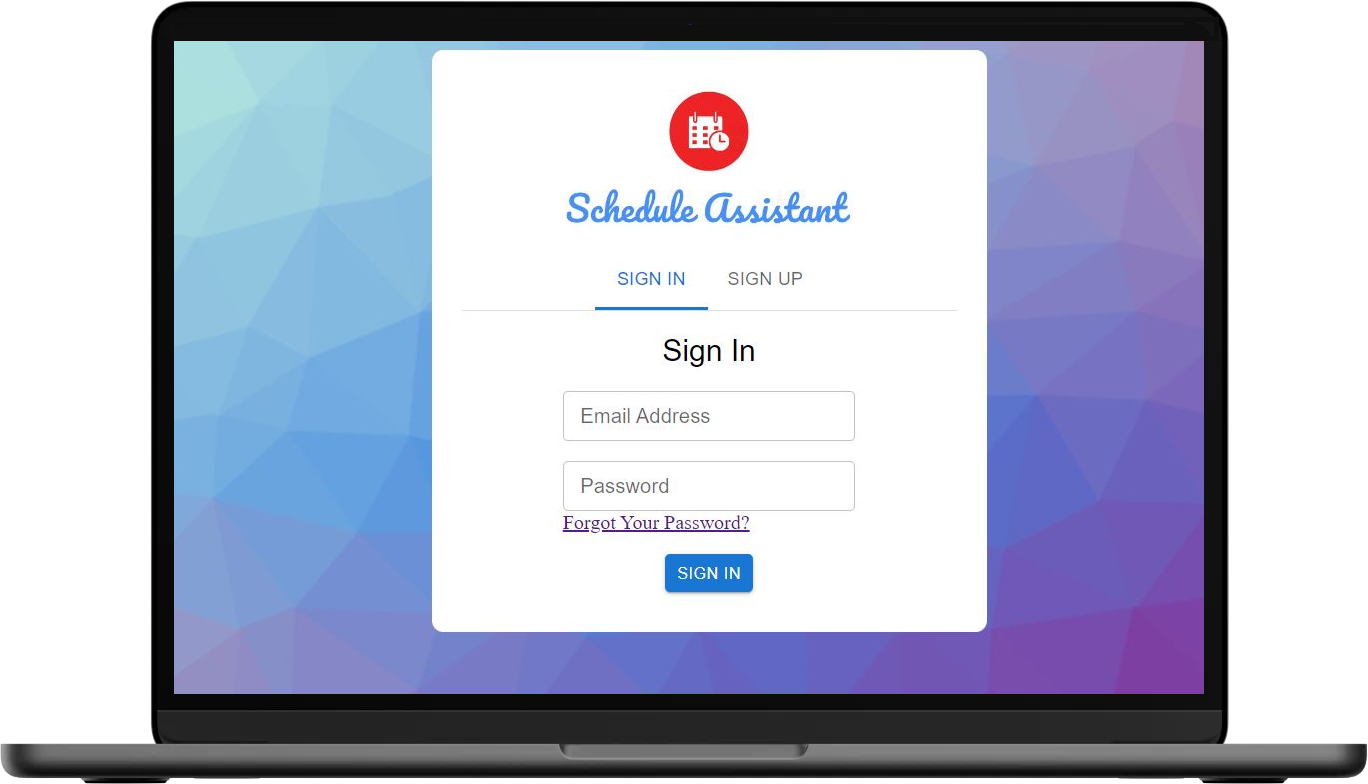 Schedule Assistant
SIGN IN SIGN UP
Sign In
Email Address
Password
Forgot Your Password?
SIGN IN